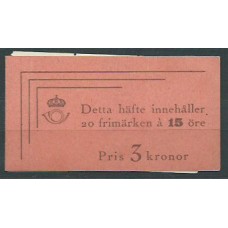 Detta häfte innehåller
20 frimärken à 15 öre
Pris 3 kronor